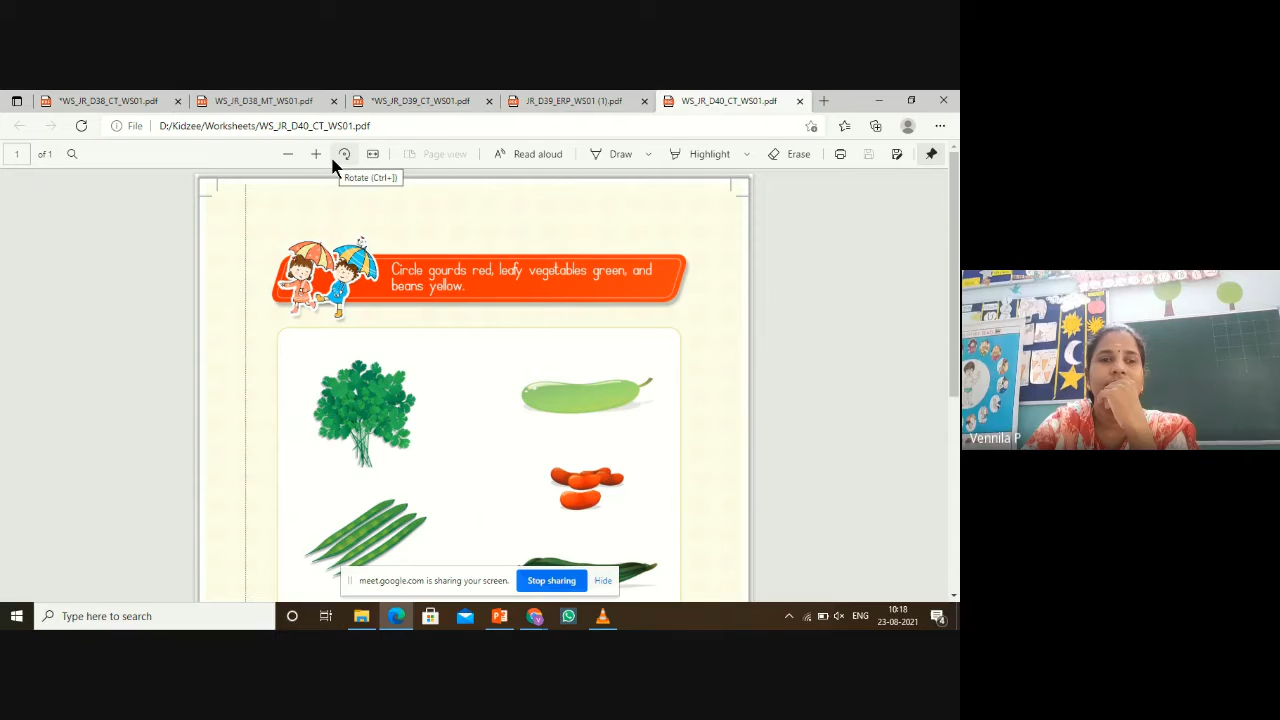 *WS_JR_D38_CT_WS01.pdf
WS_JR_D38_MT_WS01.pdf
*WS_JR_D39_CT_WS01.pdf
JR_D39_ERP_WS01 (1).pdf
WS_JR_D40_CT_WS01.pdf
File
D:/Kidzee/Worksheets/WS_JR_D40_CT_WS01.pdf
1 of 1
Page view
Read aloud
Draw
Highlight
Erase
Rotate (Ctrl+])
Circle gourds red, leafy vegetables green, and
beans yellow.
Vennila P
meet.google.com is sharing your screen.
Stop sharing
Hide
Type here to search
ENG
10:18
23-08-2021
4